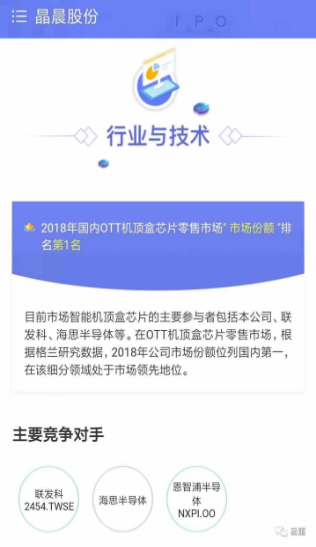 晶晨股份
I_P_O
行业与技术
2018年国内OTT机顶盒芯片零售市场“ 市场份额 ”排
名第1名
目前市场智能机顶盒芯片的主要参与者包括本公司、联
发科、海思半导体等。在OTT机顶盒芯片零售市场，根
据格兰研究数据，2018年公司市场份额位列国内第一，
在该细分领域处于市场领先地位。
主要竞争对手
联发科
2454.TWSE
海思半导体
恩智浦半导
体
NXPI.OO